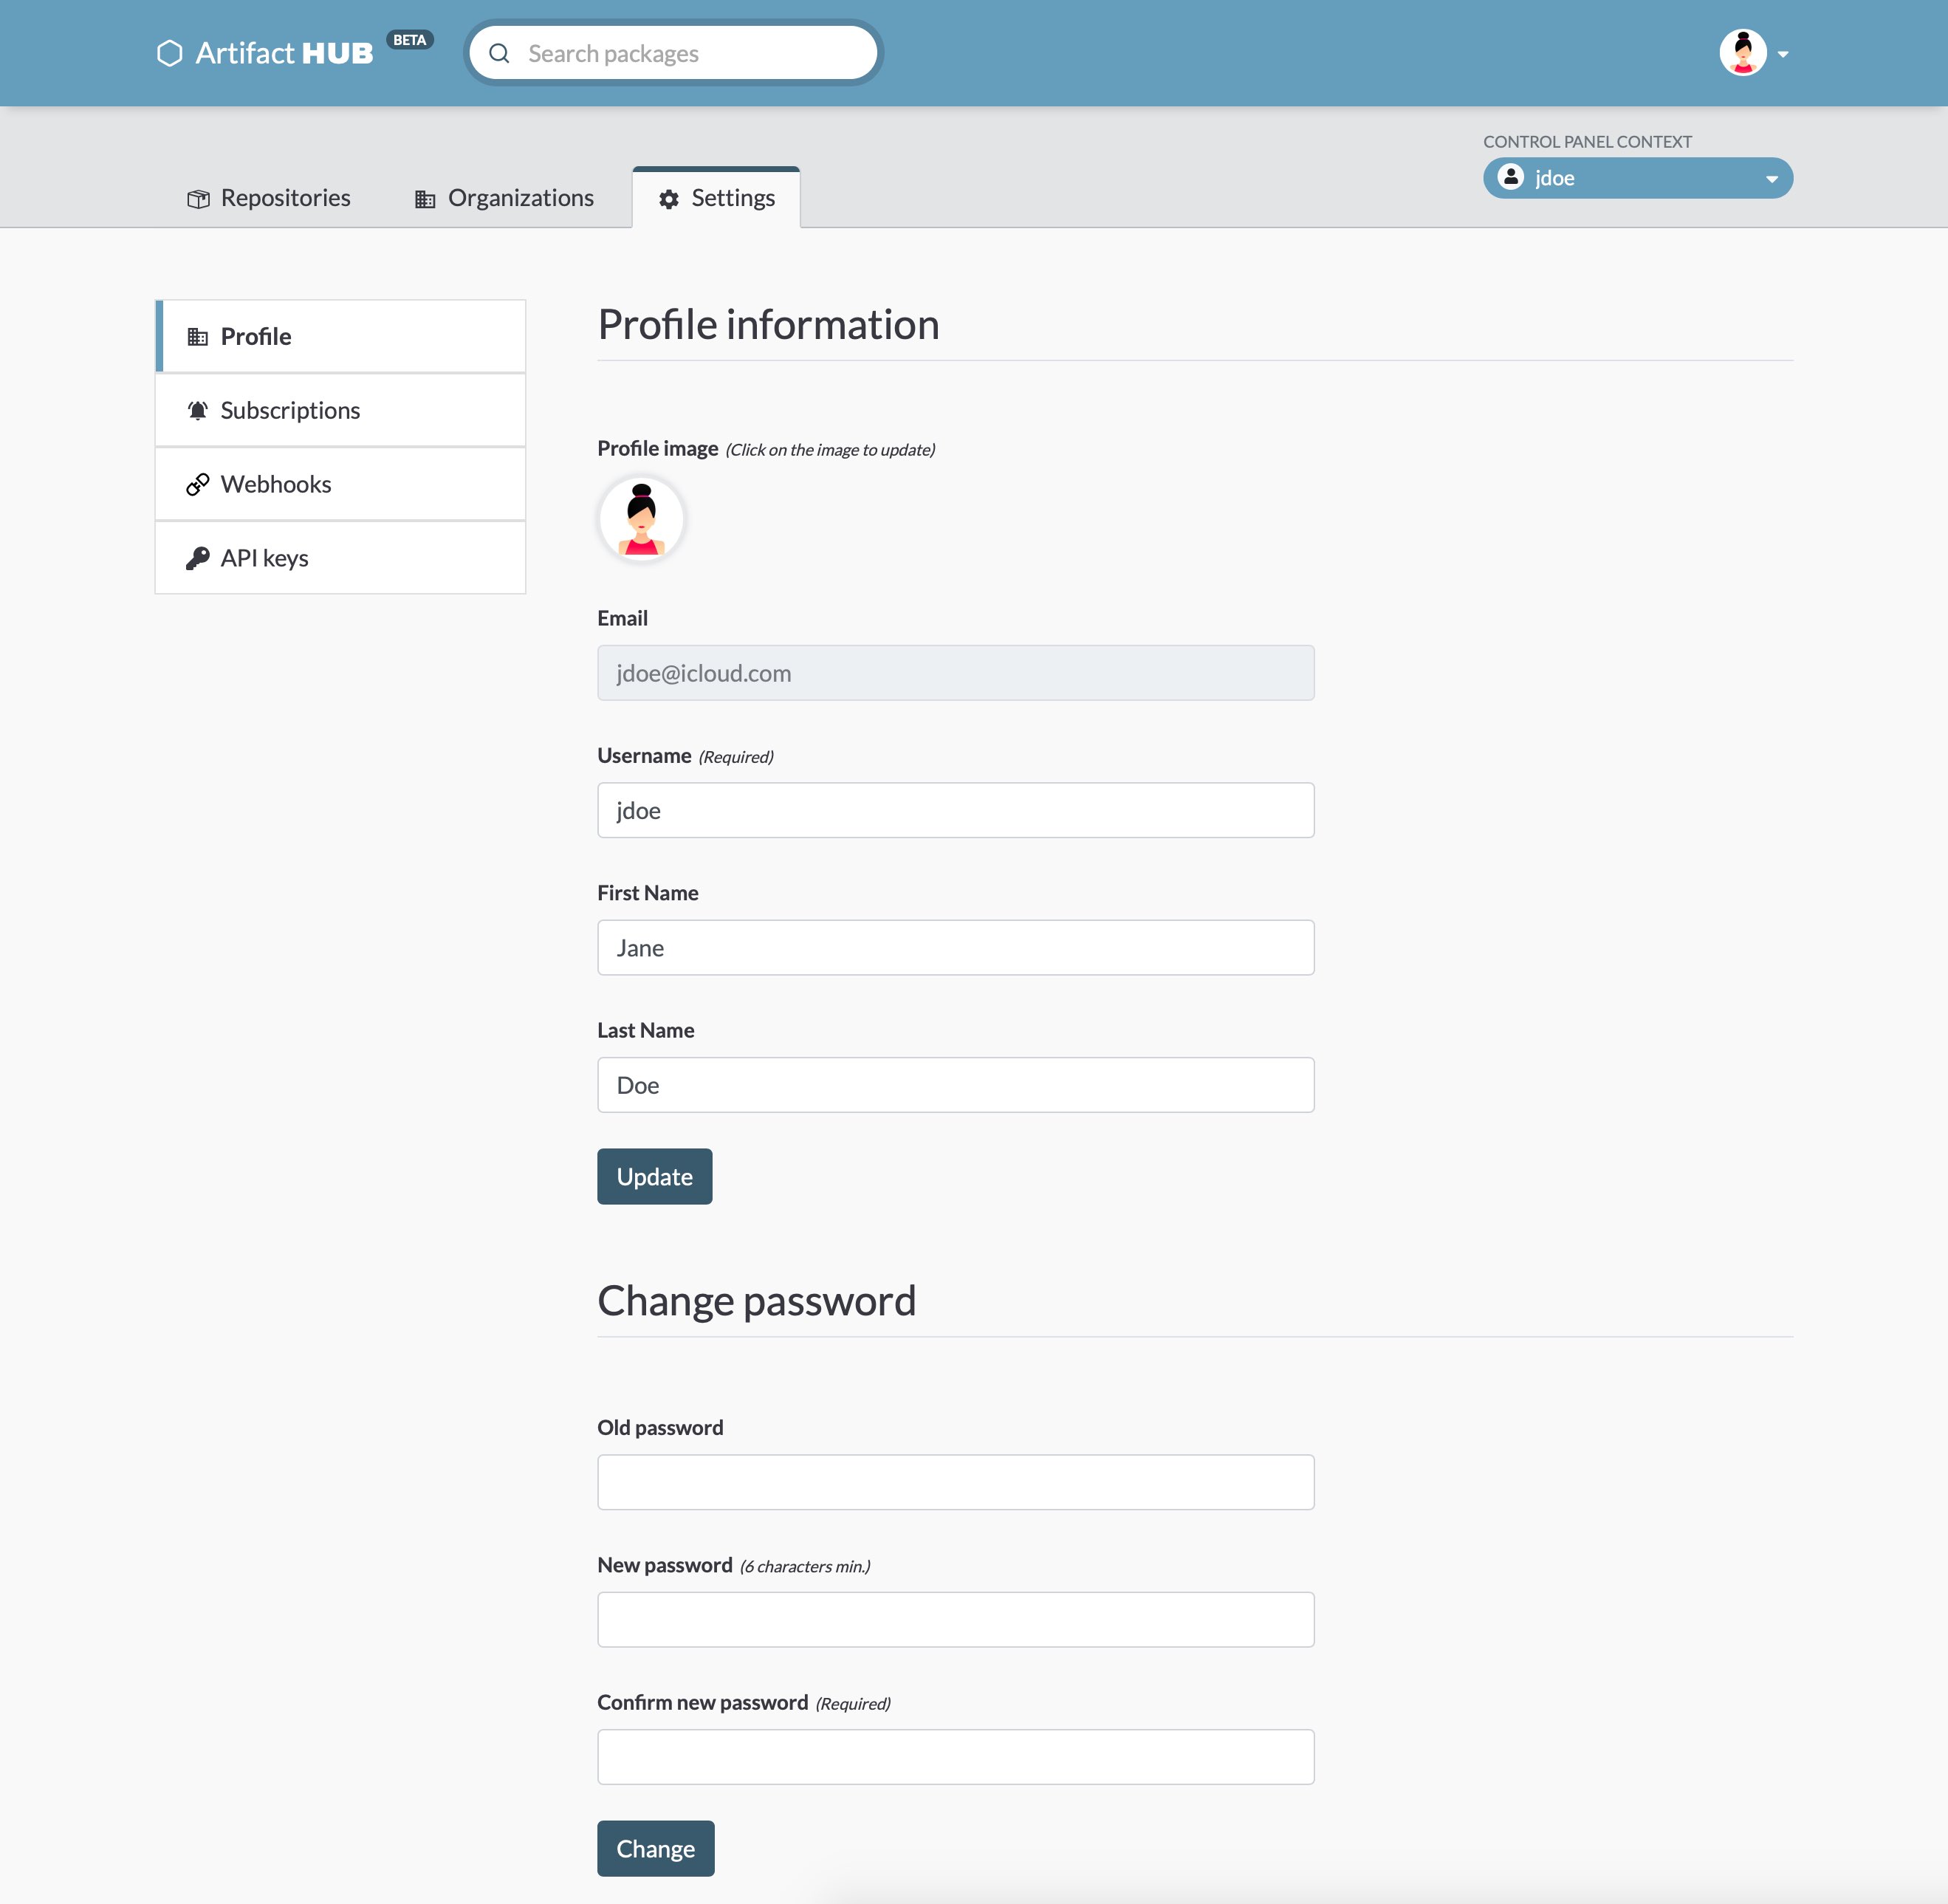 Artifact HUB BETA
Search packages
CONTROL PANEL CONTEXT
jdoe
Repositories
Organizations
Settings
Profile
Subscriptions
Webhooks
API keys
Profile information
Profile image (Click on the image to update)
Email
jdoe@icloud.com
Username (Required)
jdoe
First Name
Jane
Last Name
Doe
Update
Change password
Old password
New password (6 characters min.)
Confirm new password (Required)
Change